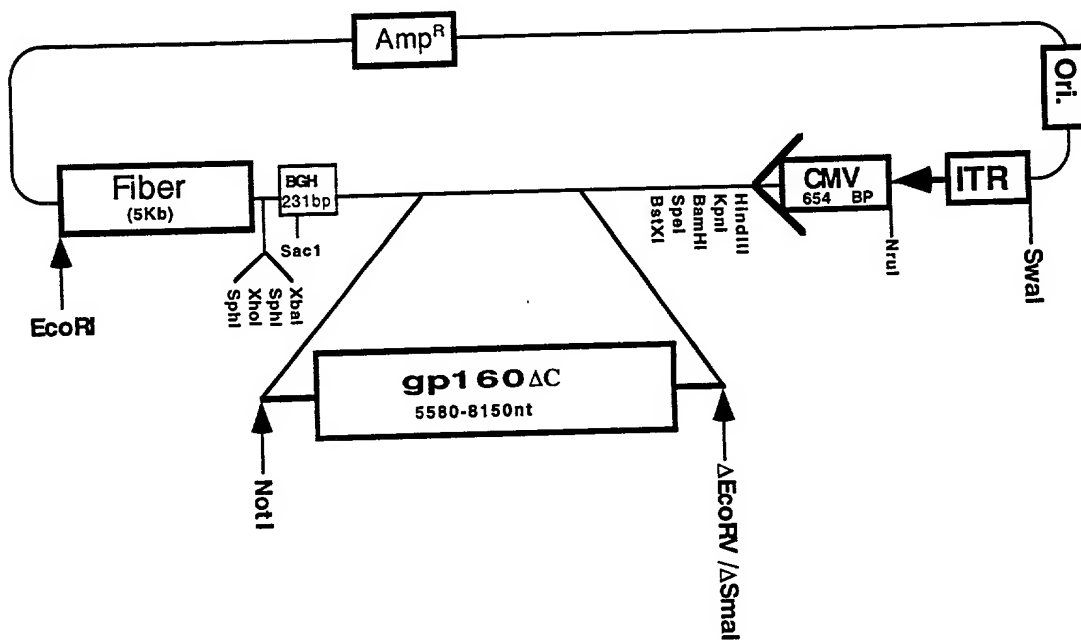 Amp^R
Ori.
Fiber
(5Kb)
BGH
231bp
CMV
654 BP
ITR
HindIII
KpnI
BamHI
SpeI
BstXI
NruI
SwaI
Sac1
XbaI
SphI
XhoI
SphI
EcoRI
gp160ΔC
5580-8150nt
NotI
ΔEcoRV /ΔSmaI